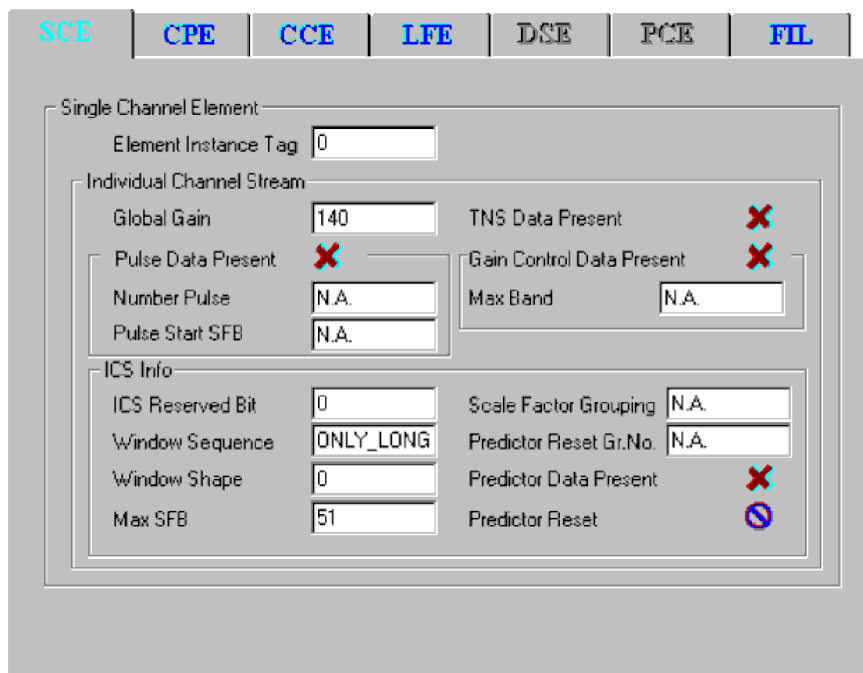 SCE CPE CCE LFE DSE PCE FIL
Single Channel Element
Element Instance Tag 0
Individual Channel Stream
Global Gain 140 TNS Data Present
Pulse Data Present Gain Control Data Present
Number Pulse N.A. Max Band N.A.
Pulse Start SFB N.A.
ICS Info
ICS Reserved Bit 0 Scale Factor Grouping N.A.
Window Sequence ONLY_LONG Predictor Reset Gr.No. N.A.
Window Shape 0 Predictor Data Present
Max SFB 51 Predictor Reset